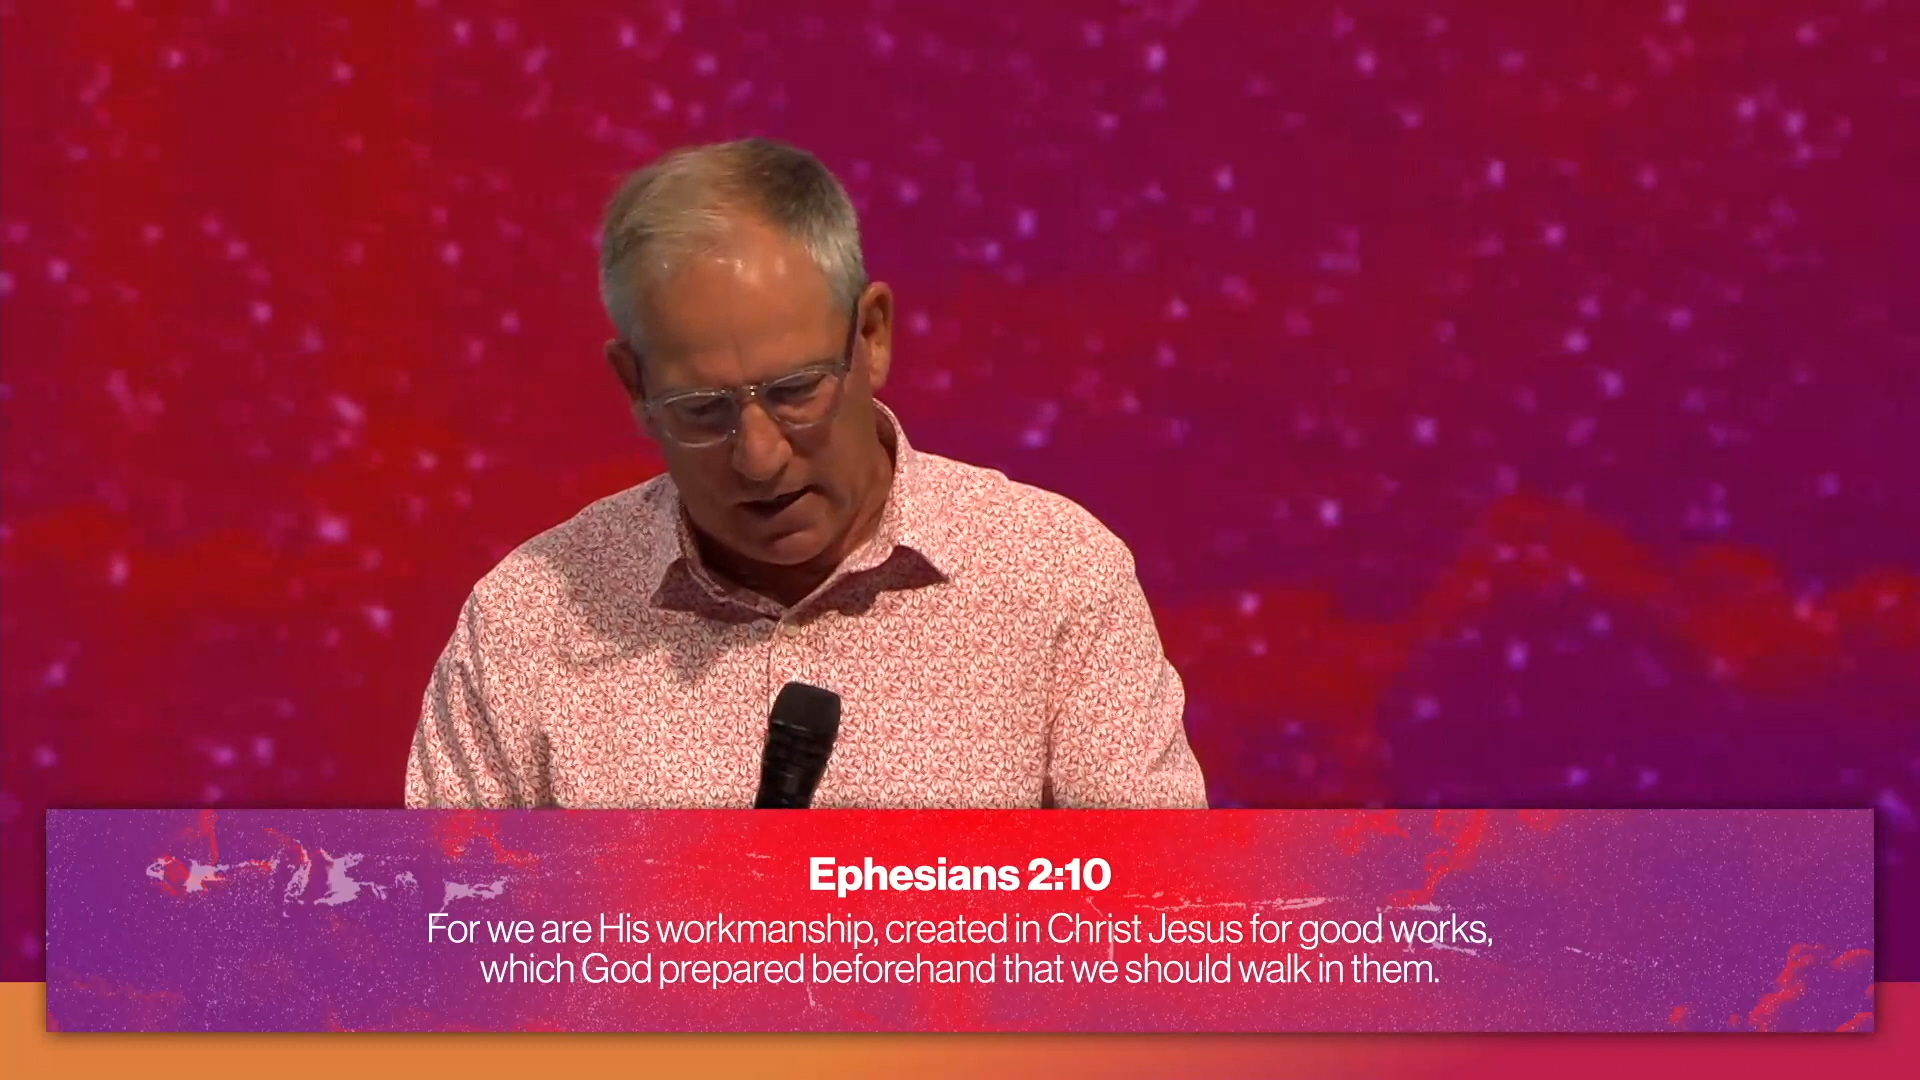 Ephesians 2:10
For we are His workmanship, created in Christ Jesus for good works,
which God prepared beforehand that we should walk in them.